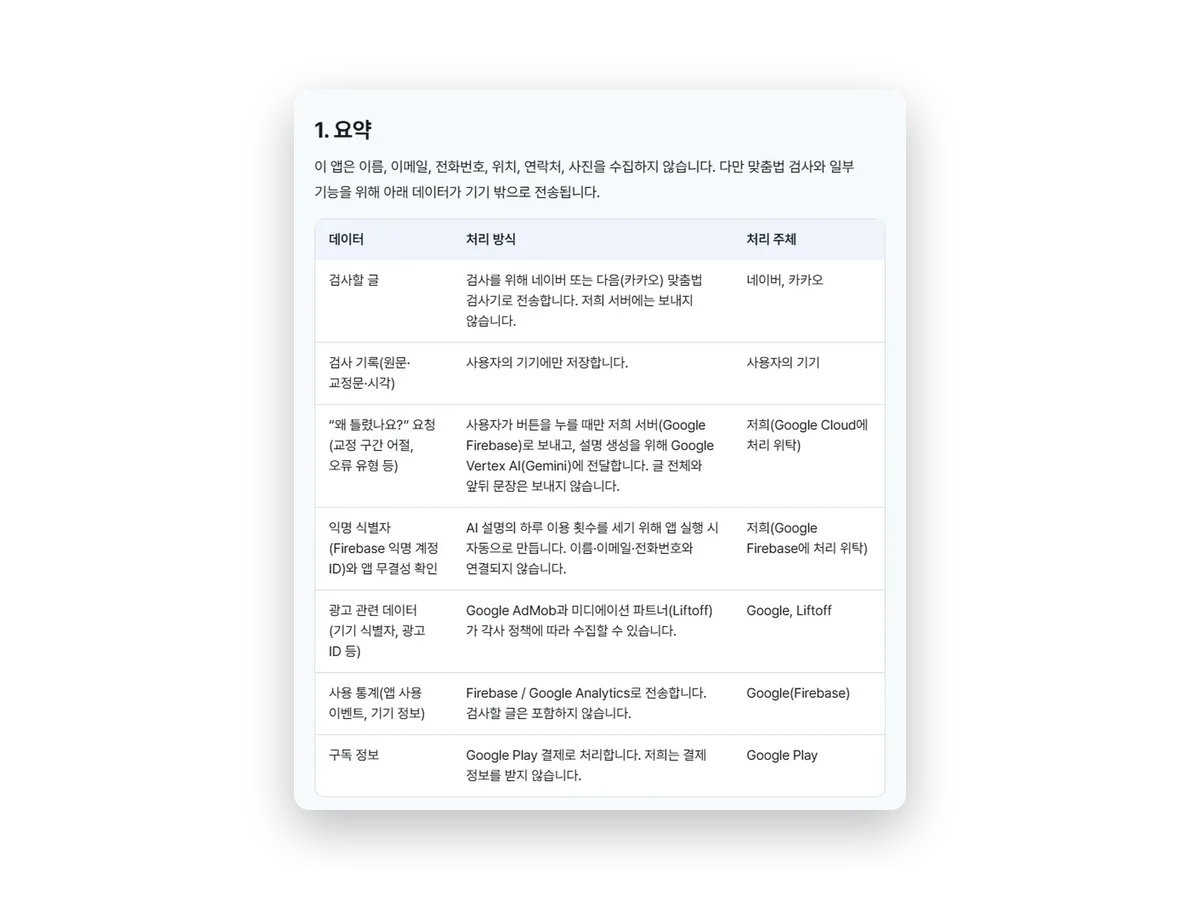 1. 요약
이 앱은 이름, 이메일, 전화번호, 위치, 연락처, 사진을 수집하지 않습니다. 다만 맞춤법 검사와 일부
기능을 위해 아래 데이터가 기기 밖으로 전송됩니다.
데이터 처리 방식 처리 주체
검사할 글 검사를 위해 네이버 또는 다음(카카오) 맞춤법 네이버, 카카오
검사기로 전송합니다. 저희 서버에는 보내지
않습니다.
검사 기록(원문· 사용자의 기기에만 저장합니다. 사용자의 기기
교정문·시각)
“왜 틀렸나요?” 요청 사용자가 버튼을 누를 때만 저희 서버(Google 저희(Google Cloud에
(교정 구간 어절, Firebase)로 보내고, 설명 생성을 위해 Google 처리 위탁)
오류 유형 등) Vertex AI(Gemini)에 전달합니다. 글 전체와
앞뒤 문장은 보내지 않습니다.
익명 식별자 AI 설명의 하루 이용 횟수를 세기 위해 앱 실행 시 저희(Google
(Firebase 익명 계정 자동으로 만듭니다. 이름·이메일·전화번호와 Firebase에 처리 위탁)
ID)와 앱 무결성 확인 연결되지 않습니다.
광고 관련 데이터 Google AdMob과 미디에이션 파트너(Liftoff) Google, Liftoff
(기기 식별자, 광고 가 각사 정책에 따라 수집할 수 있습니다.
ID 등)
사용 통계(앱 사용 Firebase / Google Analytics로 전송합니다. Google(Firebase)
이벤트, 기기 정보) 검사할 글은 포함하지 않습니다.
구독 정보 Google Play 결제로 처리합니다. 저희는 결제 Google Play
정보를 받지 않습니다.